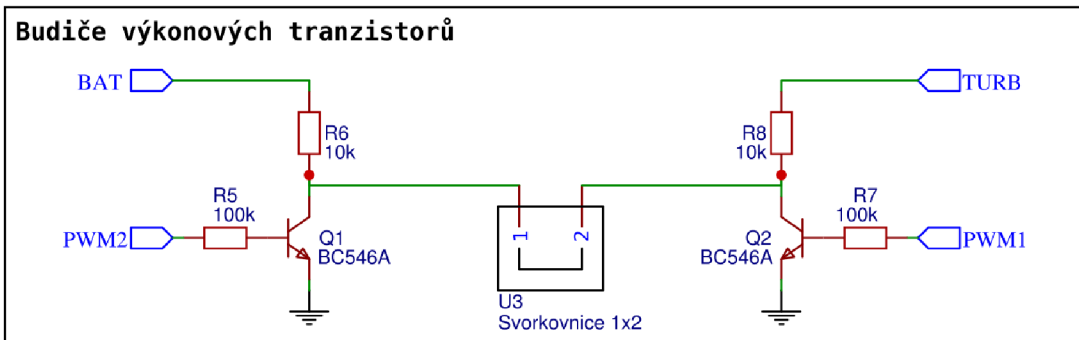 Budiče výkonových tranzistorů
BAT
TURB
R6
10k
R8
10k
R5
100k
R7
100k
PWM2
Q1
BC546A
1
2
Q2
BC546A
PWM1
U3
Svorkovnice 1x2